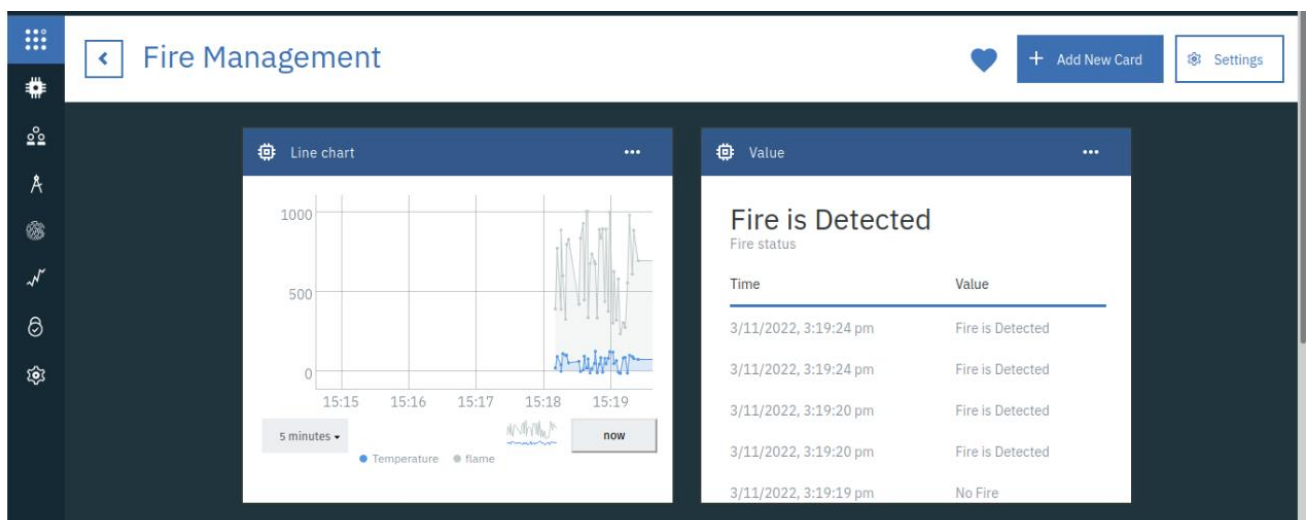 Fire Management
+ Add New Card
Settings
Line chart
1000
500
0
15:15 15:16 15:17 15:18 15:19
5 minutes
now
Temperature flame
Value
Fire is Detected
Fire status
Time Value
3/11/2022, 3:19:24 pm Fire is Detected
3/11/2022, 3:19:24 pm Fire is Detected
3/11/2022, 3:19:20 pm Fire is Detected
3/11/2022, 3:19:20 pm Fire is Detected
3/11/2022, 3:19:19 pm No Fire